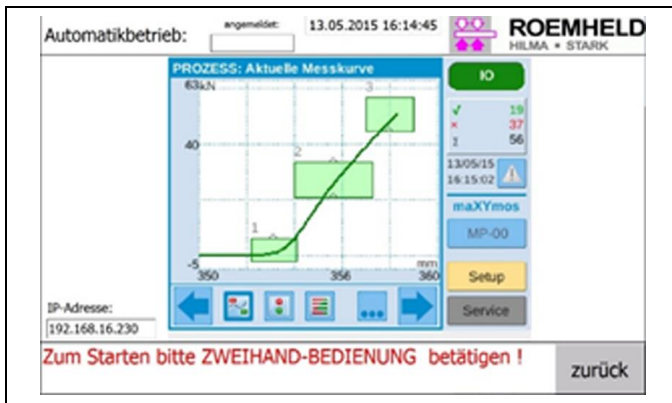 Automatikbetrieb:
angemeldet:
13.05.2015 16:14:45
ROEMHELD
HILMA ▪ STARK
PROZESS: Aktuelle Messkurve
63kN
40
-5
350
356
mm
360
1
2
3
IO
✓ 19
× 37
Σ 56
13/05/15
16:15:02
maXYmos
MP-00
Setup
Service
...
IP-Adresse:
192.168.16.230
Zum Starten bitte ZWEIHAND-BEDIENUNG betätigen !
zurück